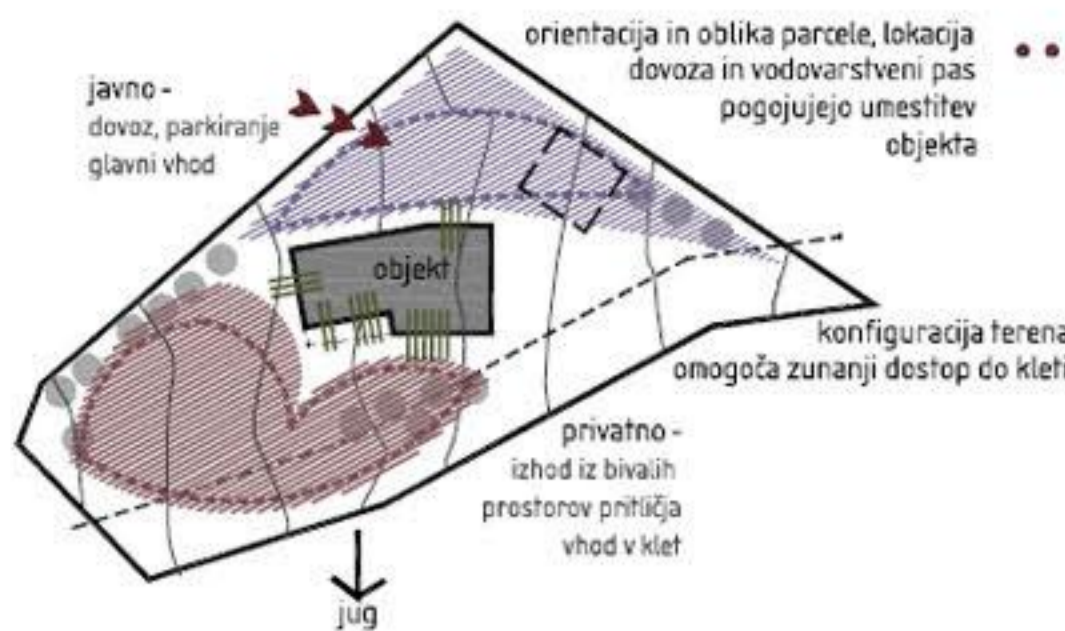 orientacija in oblika parcele, lokacija
dovoza in vodovarstveni pas
pogojujejo umestitev
objekta
javno -
dovoz, parkiranje
glavni vhod
objekt
konfiguracija terena
omogoča zunanji dostop do kleti
privatno -
izhod iz bivalih
prostorov pritličja
vhod v klet
jug